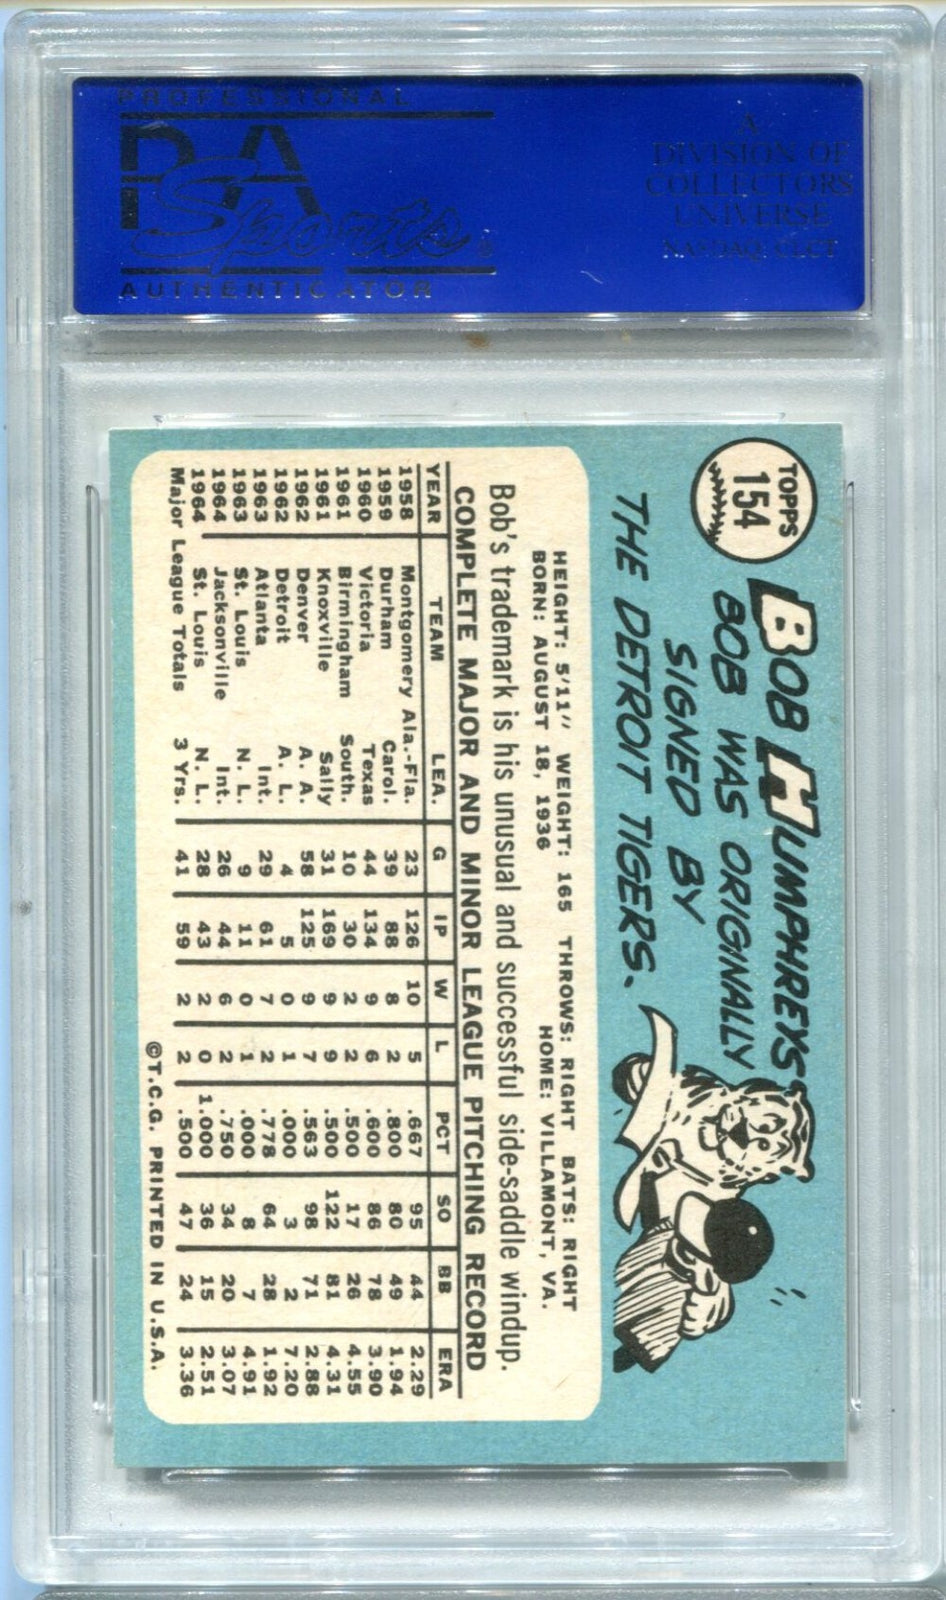 PROFESSIONAL
PSA
Sports®
AUTHENTICATOR
A
DIVISION OF
COLLECTORS
UNIVERSE
NASDAQ: CLCT
TOPPS
154
BOB HUMPHREYS
BOB WAS ORIGINALLY
SIGNED BY
THE DETROIT TIGERS.
HEIGHT: 5'11" WEIGHT: 165 THROWS: RIGHT BATS: RIGHT
BORN: AUGUST 18, 1936 HOME: VILLAMONT, VA.
Bob's trademark is his unusual and successful side-saddle windup.
COMPLETE MAJOR AND MINOR LEAGUE PITCHING RECORD
YEAR TEAM LEA. G IP W L PCT SO BB ERA
1958 Montgomery Ala.-Fla. 23 126 10 5 .667 95 44 2.29
1959 Durham Carol. 39 88 8 2 .800 80 49 1.94
1960 Victoria Texas 44 134 9 6 .600 86 78 3.90
1961 Birmingham South. 10 30 2 2 .500 17 26 4.55
1961 Knoxville Sally 31 169 9 9 .500 122 81 4.31
1962 Denver A. A. 58 125 9 7 .563 98 71 2.88
1962 Detroit A. L. 4 5 0 1 .000 3 2 7.20
1963 Atlanta Int. 29 61 7 2 .778 64 28 1.92
1963 St. Louis N. L. 9 11 0 1 .000 8 7 4.91
1964 Jacksonville Int. 26 44 6 2 .750 34 20 3.07
1964 St. Louis N. L. 28 43 2 0 1.000 36 15 2.51
Major League Totals 3 Yrs. 41 59 2 2 .500 47 24 3.36
©T.C.G. PRINTED IN U.S.A.